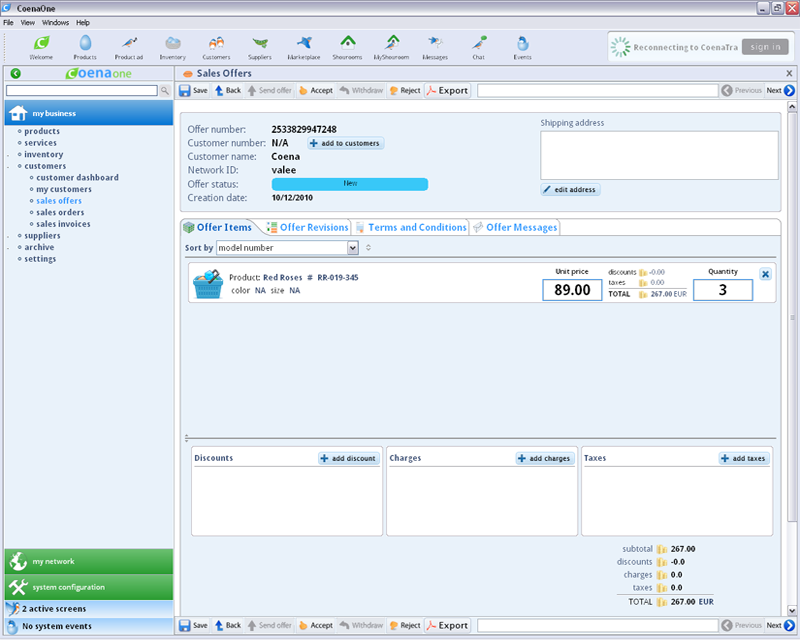 CoenaOne
File View Windows Help
Welcome Products Product ad Inventory Customers Suppliers Marketplace Showrooms MyShowroom Messages Chat Events
Reconnecting to CoenaTra sign in
Coenaone
Sales Offers x
Save Back Send offer Accept Withdraw Reject Export Previous Next
my business
products
services
inventory
customers
customer dashboard
my customers
sales offers
sales orders
sales invoices
suppliers
archive
settings
Offer number: 2533829947248
Customer number: N/A add to customers
Customer name: Coena
Network ID: valee
Offer status: New
Creation date: 10/12/2010
Shipping address
edit address
Offer Items Offer Revisions Terms and Conditions Offer Messages
Sort by model number
Product: Red Roses # RR-019-345
color NA size NA
Unit price
89.00
discounts -0.00
taxes 0.00
TOTAL 267.00 EUR
Quantity
3
Discounts add discount
Charges add charges
Taxes add taxes
subtotal 267.00
discounts -0.0
charges 0.0
taxes 0.0
TOTAL 267.00 EUR
my network
system configuration
2 active screens
No system events
Save Back Send offer Accept Withdraw Reject Export Previous Next